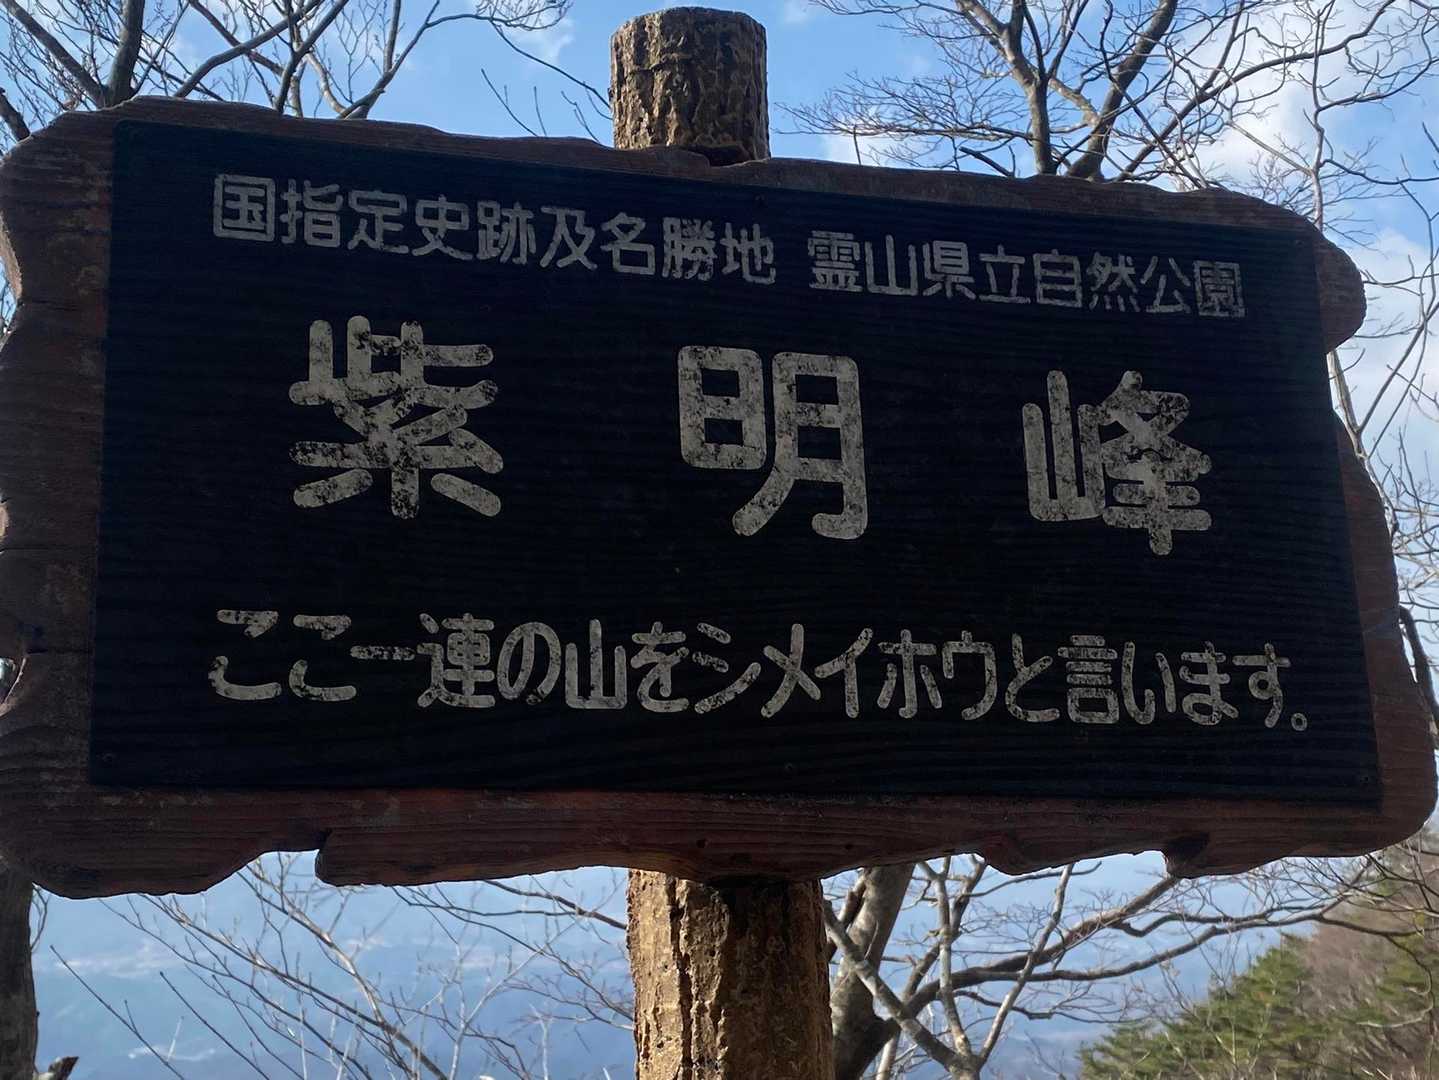 国指定史跡及名勝地 霊山県立自然公園
紫明峰
ここ一連の山をシメイホウと言います。